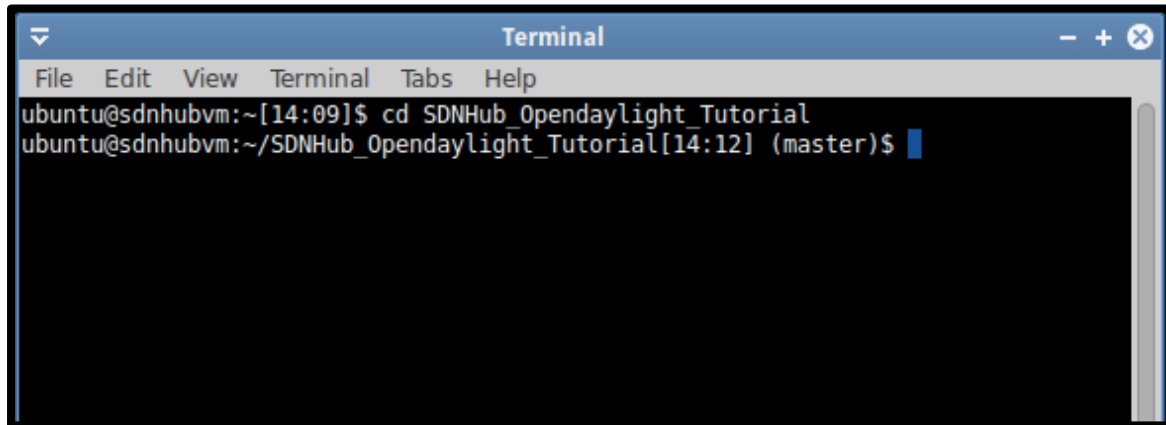 Terminal
File Edit View Terminal Tabs Help
ubuntu@sdnhubvm:~[14:09]$ cd SDNHub_Opendaylight_Tutorial
ubuntu@sdnhubvm:~/SDNHub_Opendaylight_Tutorial[14:12] (master)$